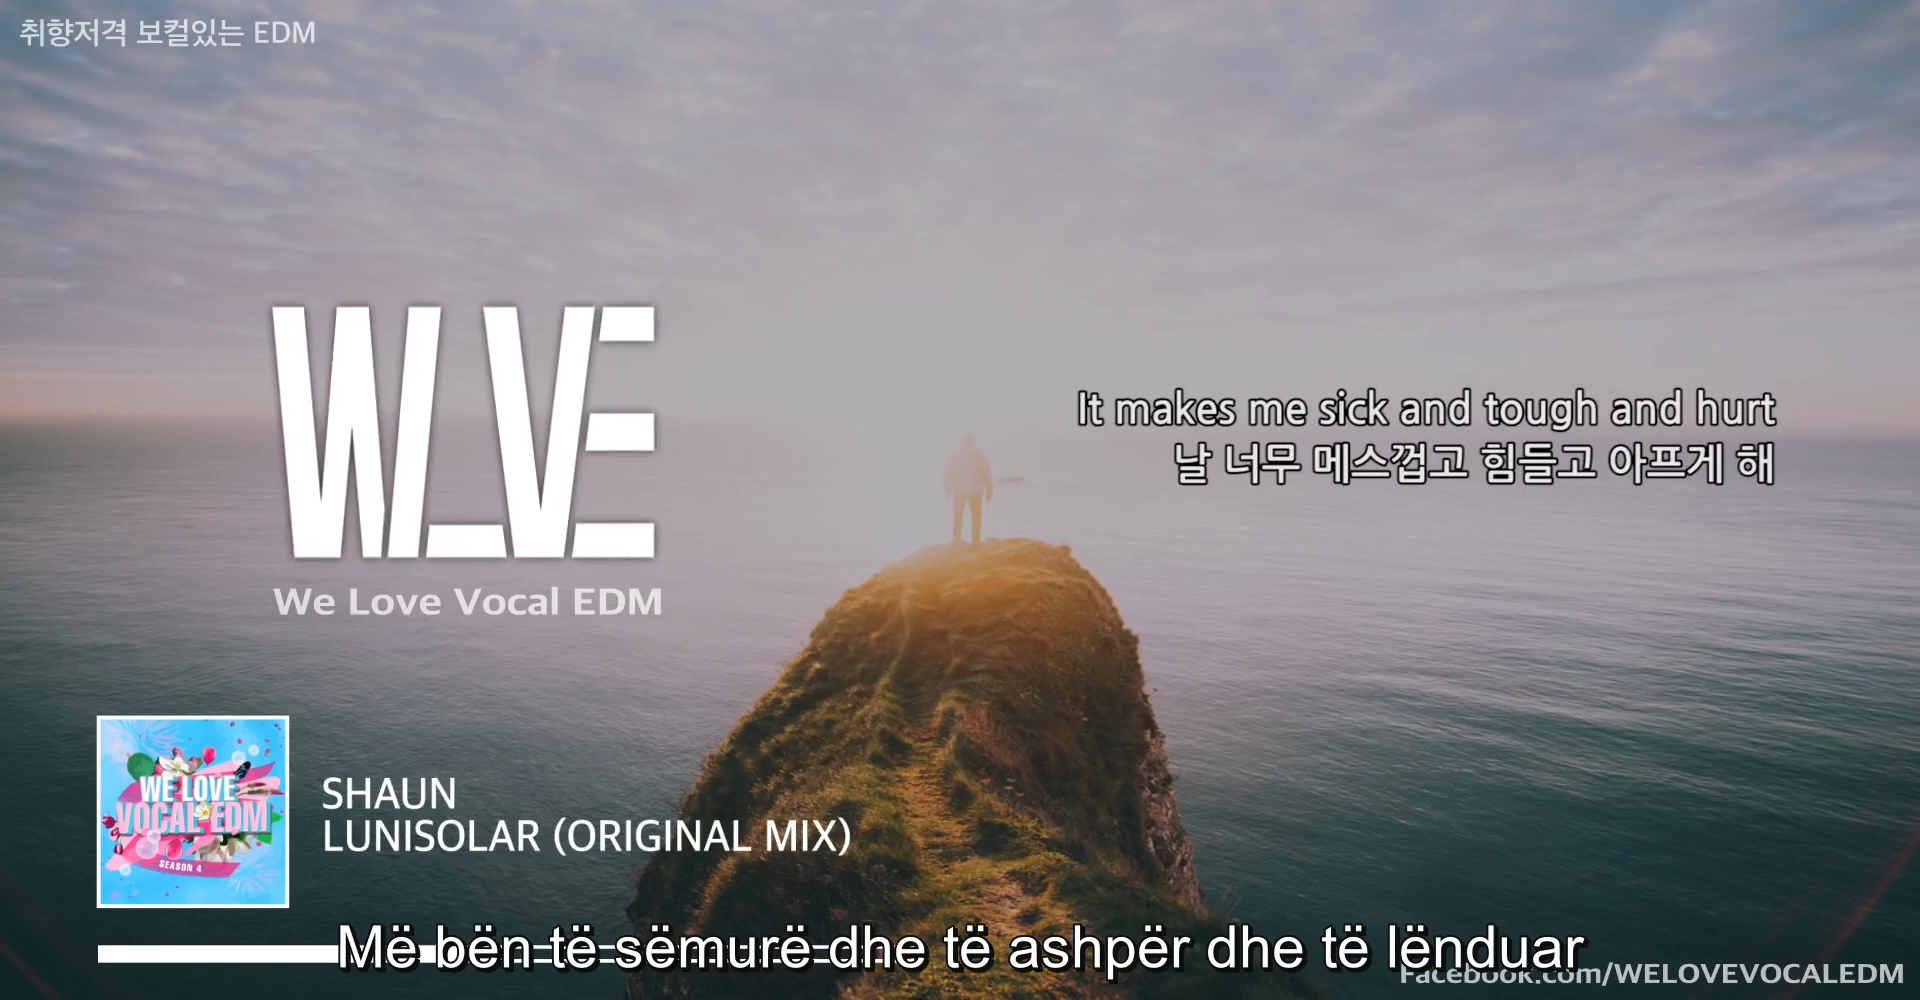 취향저격 보컬있는 EDM
WLVE
We Love Vocal EDM
It makes me sick and tough and hurt
날 너무 메스껍고 힘들고 아프게 해
WE LOVE
VOCAL EDM
SEASON 4
SHAUN
LUNISOLAR (ORIGINAL MIX)
Më bën të sëmurë dhe të ashpër dhe të lënduar
Facebook.com/WELOVEVOCALEDM